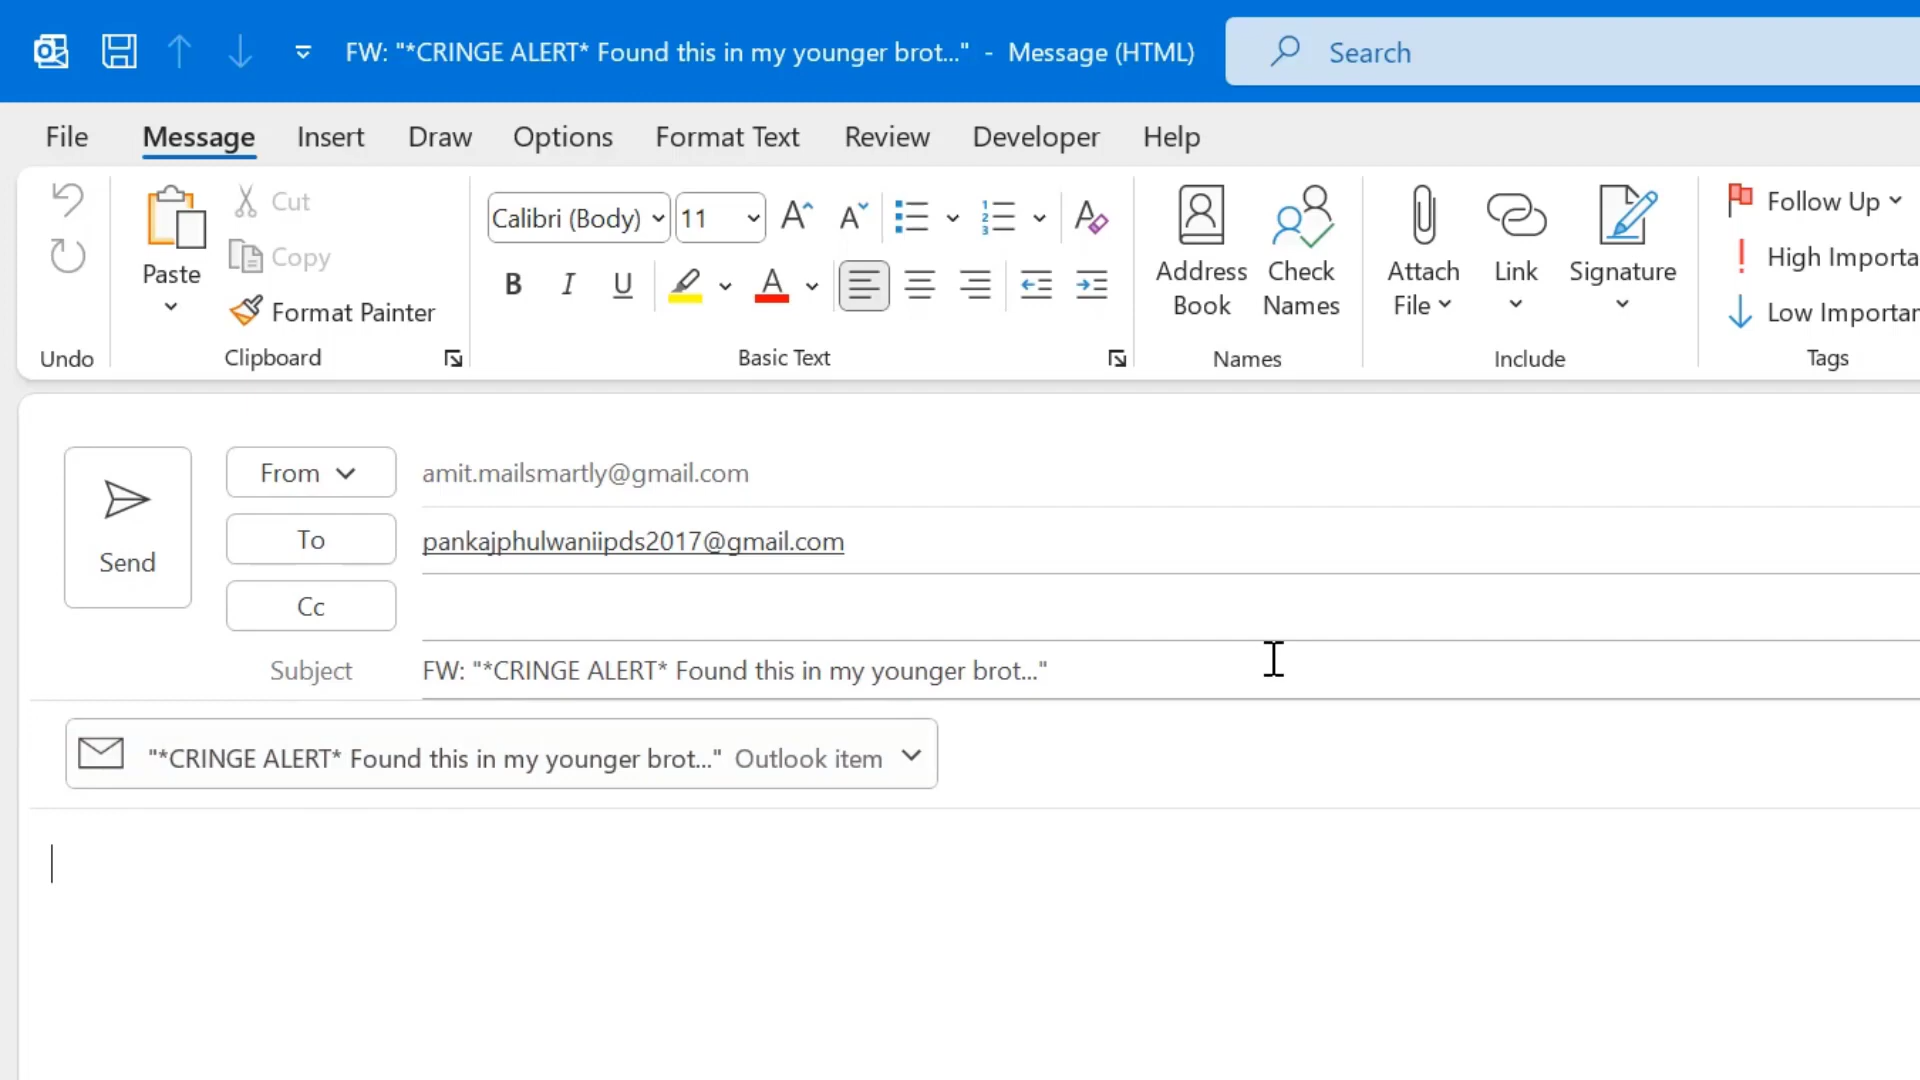 FW: "*CRINGE ALERT* Found this in my younger brot..." - Message (HTML)
Search
File Message Insert Draw Options Format Text Review Developer Help
Paste
Cut
Copy
Format Painter
Calibri (Body) 11
B I U A
Address Book
Check Names
Attach File
Link
Signature
Follow Up
High Importa
Low Importan
Undo Clipboard Basic Text Names Include Tags
Send
From amit.mailsmartly@gmail.com
To pankajphulwaniipds2017@gmail.com
Cc
Subject FW: "*CRINGE ALERT* Found this in my younger brot..."
"*CRINGE ALERT* Found this in my younger brot..." Outlook item